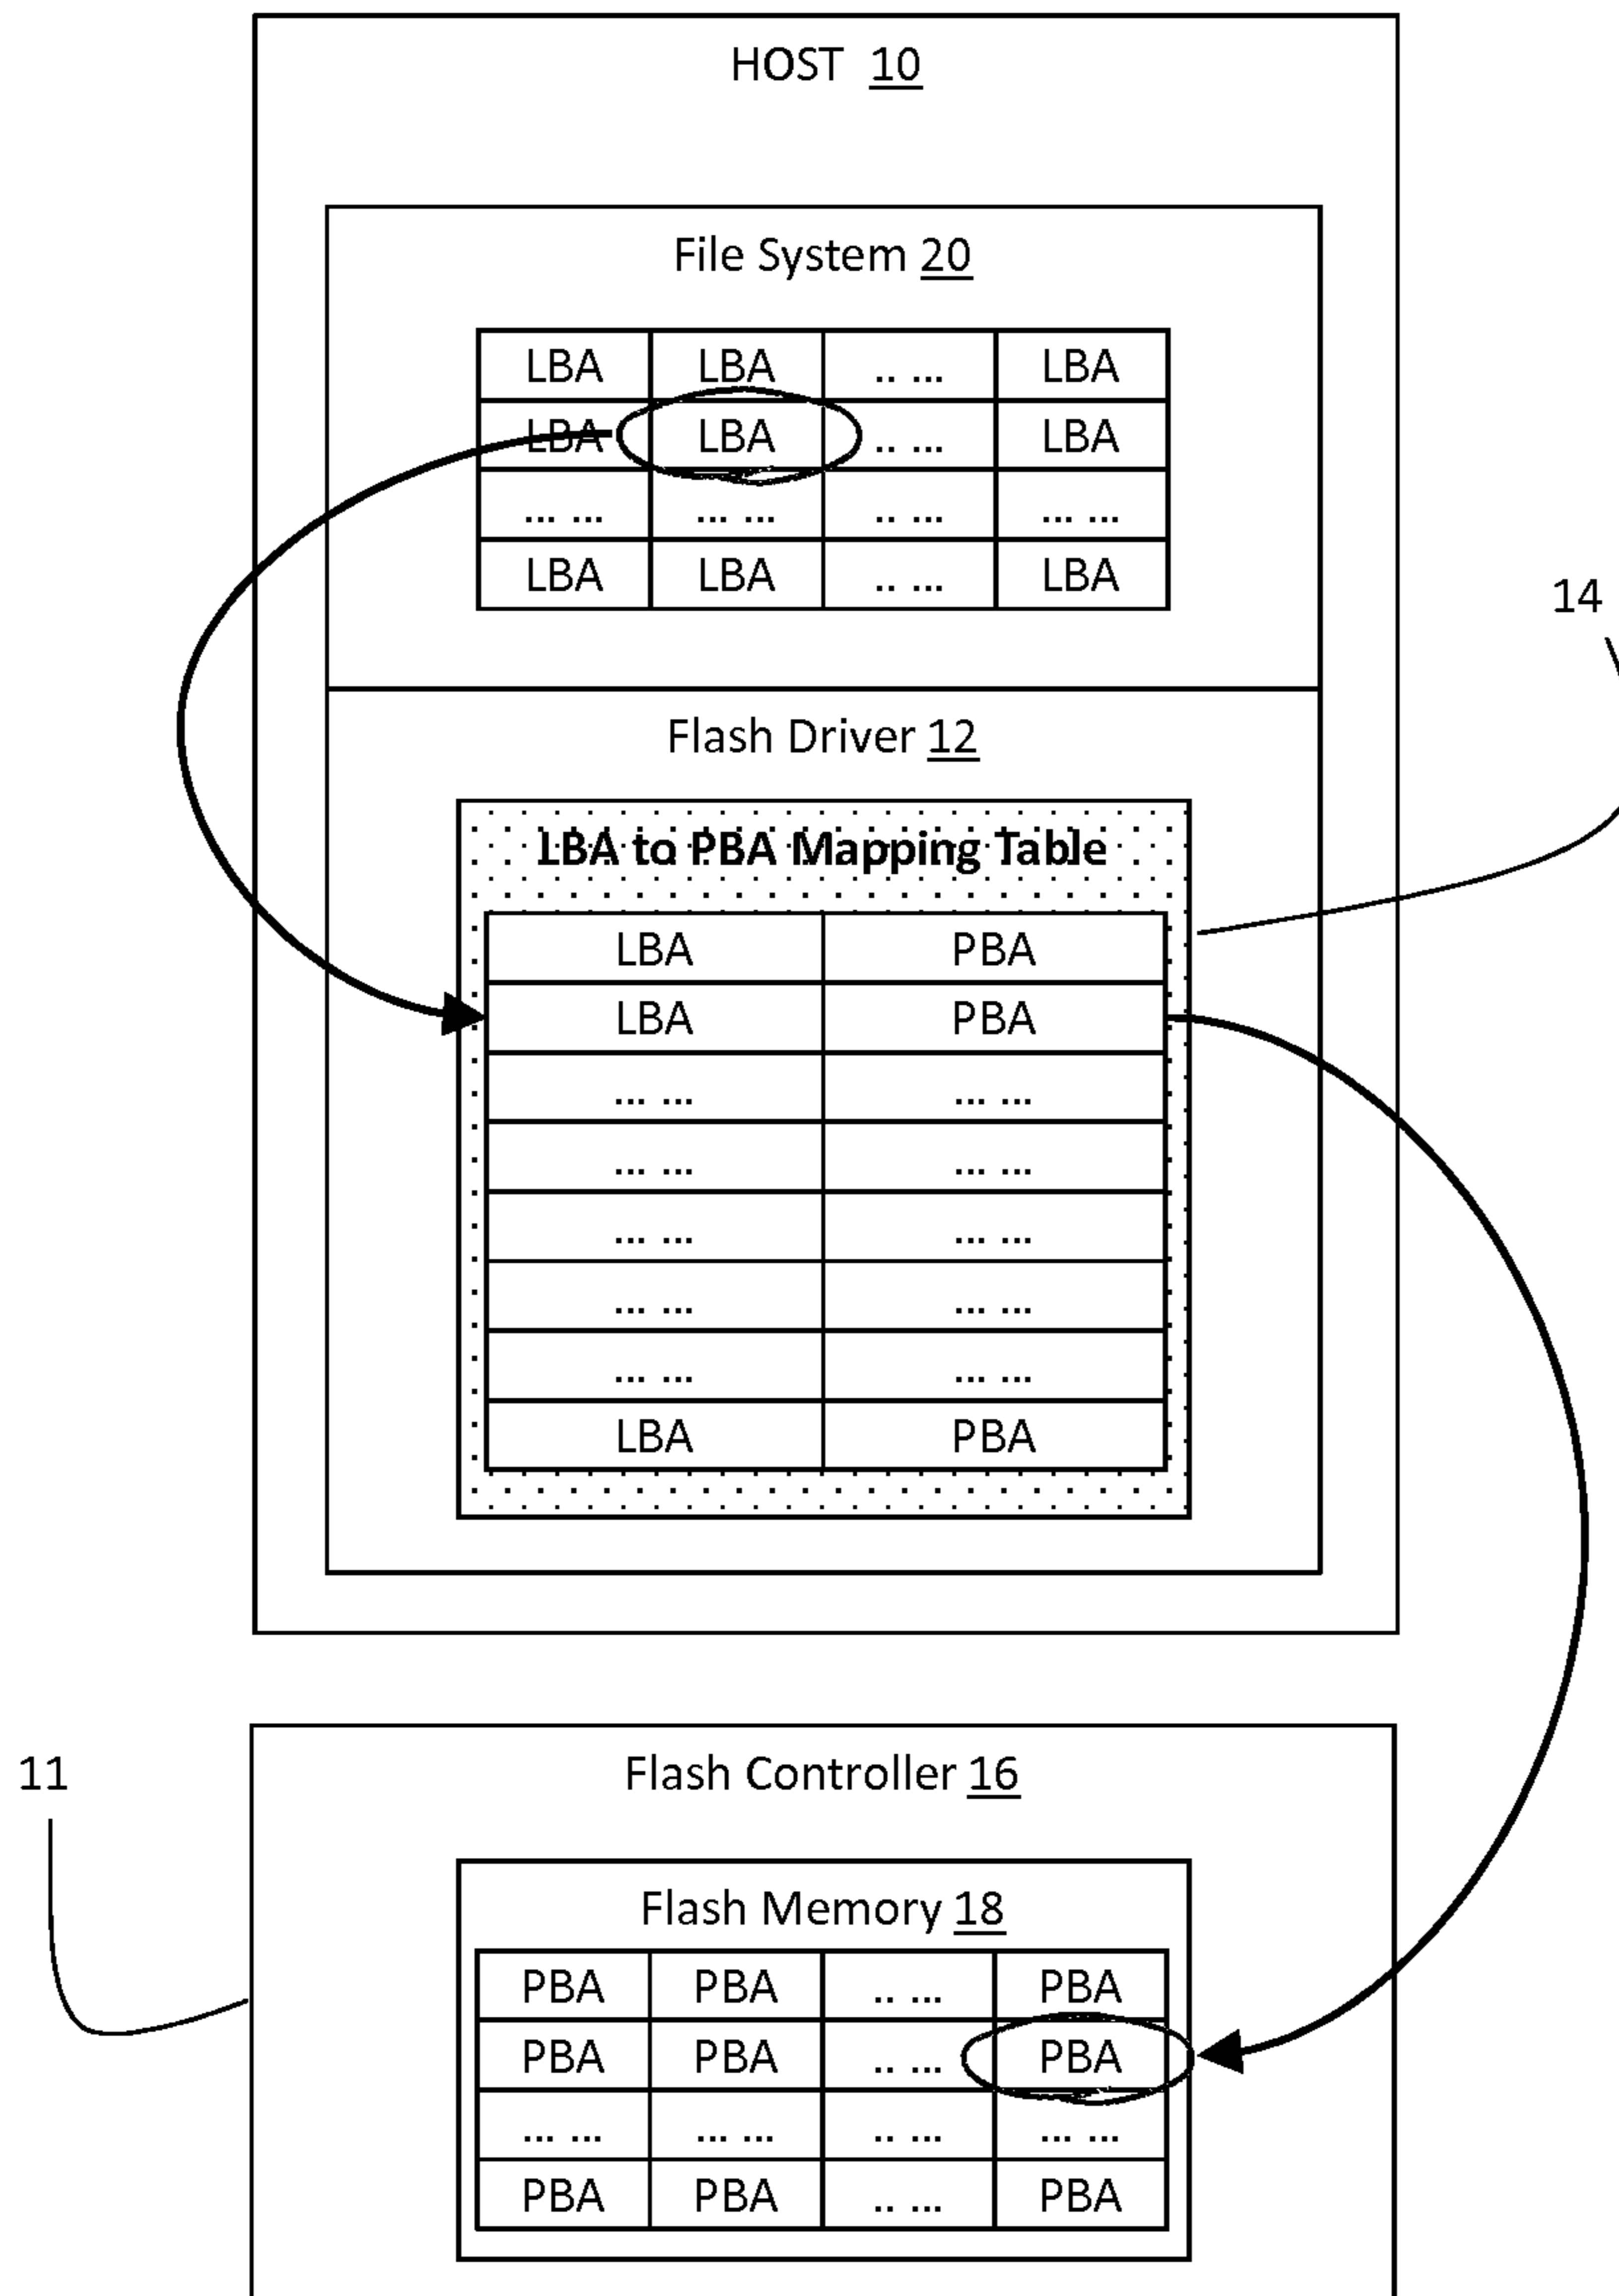 HOST 10
File System 20
LBA LBA .. ... LBA
LBA LBA .. ... LBA
... ... ... ... .. ... ... ...
LBA LBA .. ... LBA
14
Flash Driver 12
LBA to PBA Mapping Table
LBA PBA
LBA PBA
... ... ... ...
... ... ... ...
... ... ... ...
... ... ... ...
... ... ... ...
LBA PBA
11
Flash Controller 16
Flash Memory 18
PBA PBA .. ... PBA
PBA PBA .. ... PBA
... ... ... ... .. ... ... ...
PBA PBA .. ... PBA